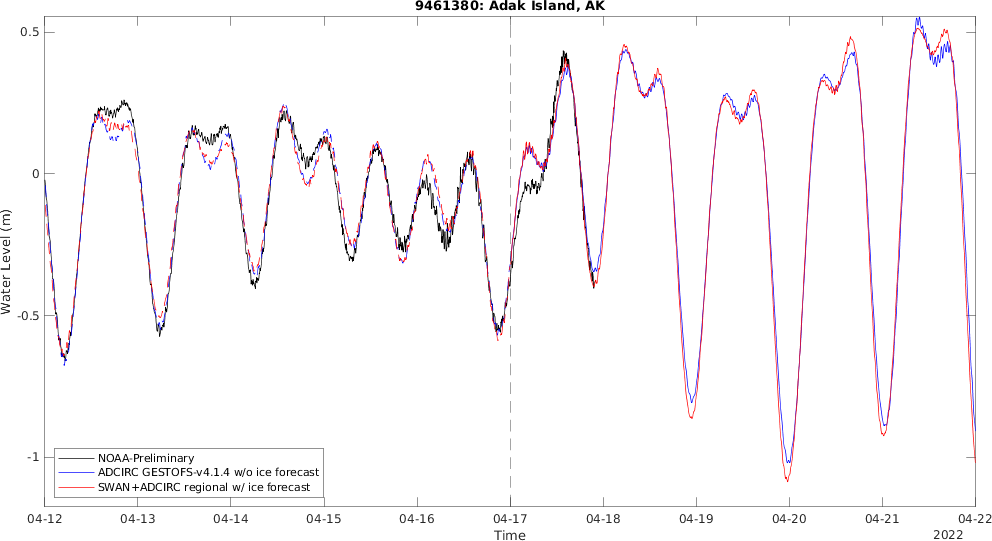 9461380: Adak Island, AK
0.5
0
-0.5
-1
Water Level (m)
NOAA-Preliminary
ADCIRC GESTOFS-v4.1.4 w/o ice forecast
SWAN+ADCIRC regional w/ ice forecast
04-12 04-13 04-14 04-15 04-16 04-17 04-18 04-19 04-20 04-21 04-22
Time
2022